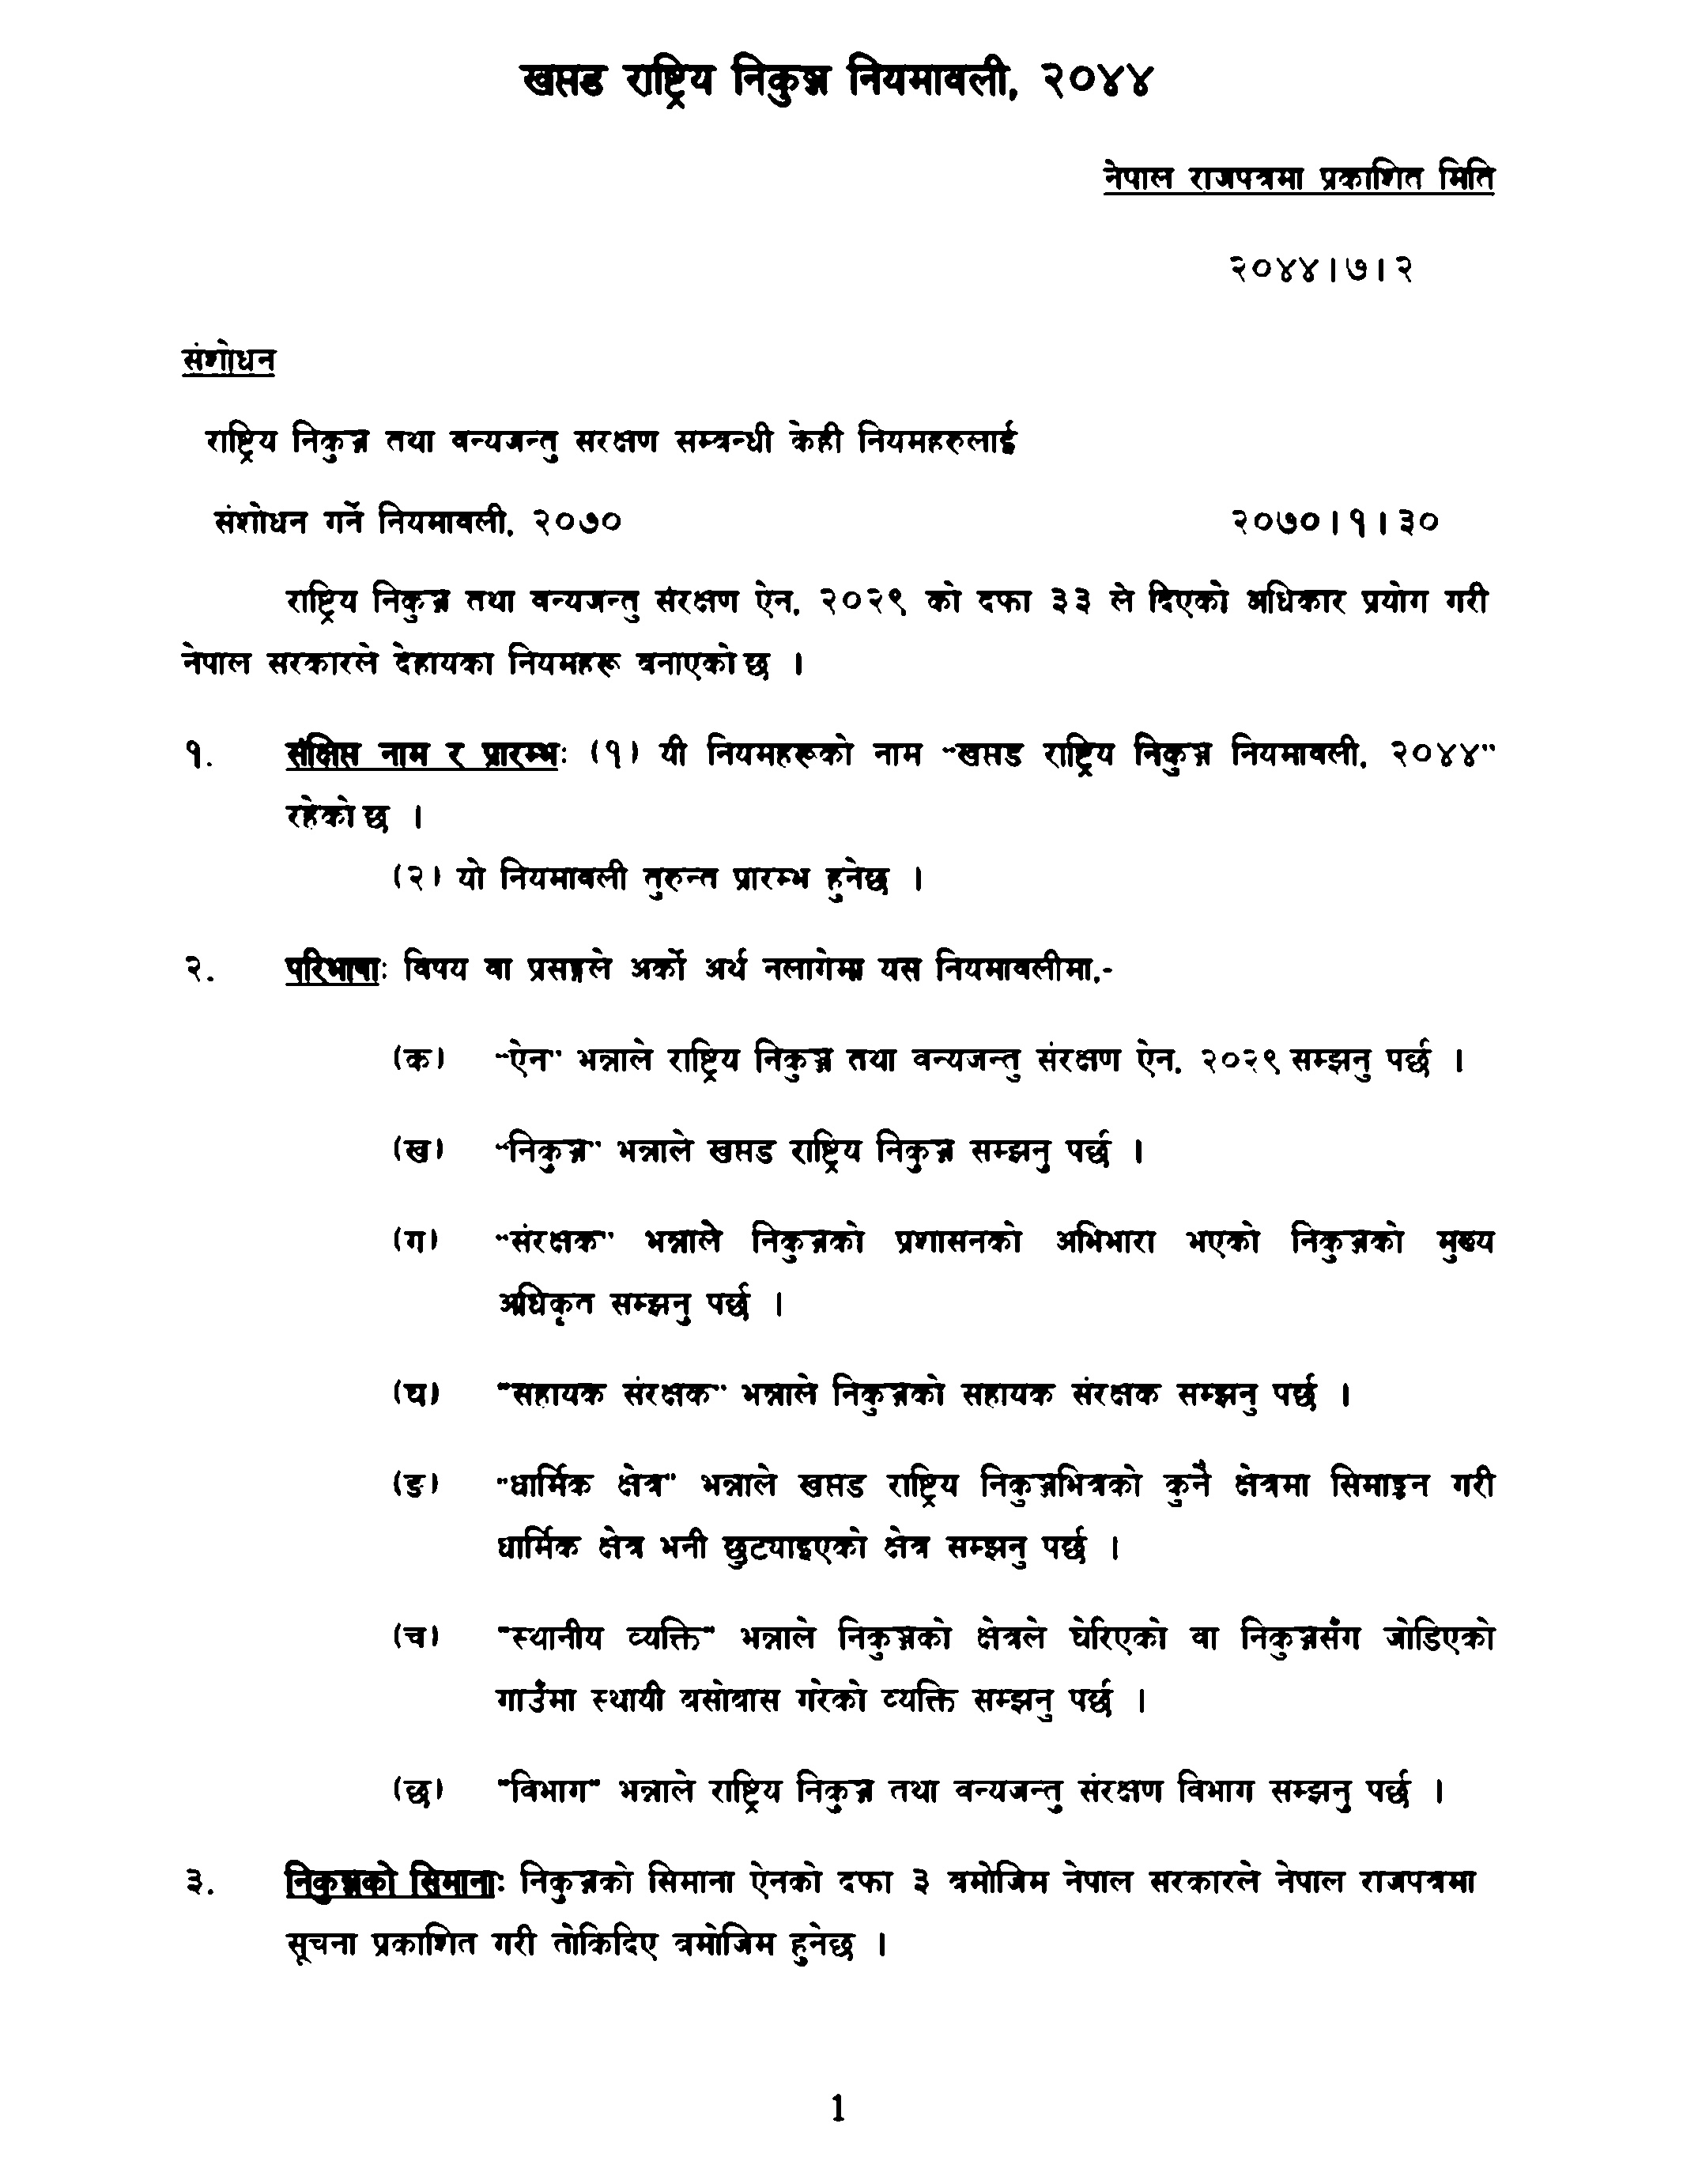 खप्तड राष्ट्रिय निकुञ्ज नियमावली, २०४४
नेपाल राजपत्रमा प्रकाशित मिति
२०४४।७।२
संशोधन
राष्ट्रिय निकुञ्ज तथा वन्यजन्तु सरक्षण सम्बन्धी केही नियमहरुलाई
संशोधन गर्ने नियमावली, २०७० २०७०।१।३०
राष्ट्रिय निकुञ्ज तथा वन्यजन्तु संरक्षण ऐन, २०२९ को दफा ३३ ले दिएको अधिकार प्रयोग गरी
नेपाल सरकारले देहायका नियमहरू बनाएको छ ।
१. संक्षिप्त नाम र प्रारम्भः (१) यी नियमहरूको नाम "खप्तड राष्ट्रिय निकुञ्ज नियमावली, २०४४"
रहेको छ ।
(२) यो नियमावली तुरुन्त प्रारम्भ हुनेछ ।
२. परिभाषाः विषय वा प्रसङ्गले अर्को अर्थ नलागेमा यस नियमावलीमा,-
(क) "ऐन" भन्नाले राष्ट्रिय निकुञ्ज तथा वन्यजन्तु संरक्षण ऐन, २०२९ सम्झनु पर्छ ।
(ख) "निकुञ्ज" भन्नाले खप्तड राष्ट्रिय निकुञ्ज सम्झनु पर्छ ।
(ग) "संरक्षक" भन्नाले निकुञ्जको प्रशासनको अभिभारा भएको निकुञ्जको मुख्य
अधिकृत सम्झनु पर्छ ।
(घ) "सहायक संरक्षक" भन्नाले निकुञ्जको सहायक संरक्षक सम्झनु पर्छ ।
(ङ) "धार्मिक क्षेत्र" भन्नाले खप्तड राष्ट्रिय निकुञ्जभित्रको कुनै क्षेत्रमा सिमाङ्कन गरी
धार्मिक क्षेत्र भनी छुट्याइएको क्षेत्र सम्झनु पर्छ ।
(च) "स्थानीय व्यक्ति" भन्नाले निकुञ्जको क्षेत्रले घेरिएको वा निकुञ्जसँग जोडिएको
गाउँमा स्थायी बसोबास गरेको व्यक्ति सम्झनु पर्छ ।
(छ) "विभाग" भन्नाले राष्ट्रिय निकुञ्ज तथा वन्यजन्तु संरक्षण विभाग सम्झनु पर्छ ।
३. निकुञ्जको सिमानाः निकुञ्जको सिमाना ऐनको दफा ३ बमोजिम नेपाल सरकारले नेपाल राजपत्रमा
सूचना प्रकाशित गरी तोकिदिए बमोजिम हुनेछ ।
1